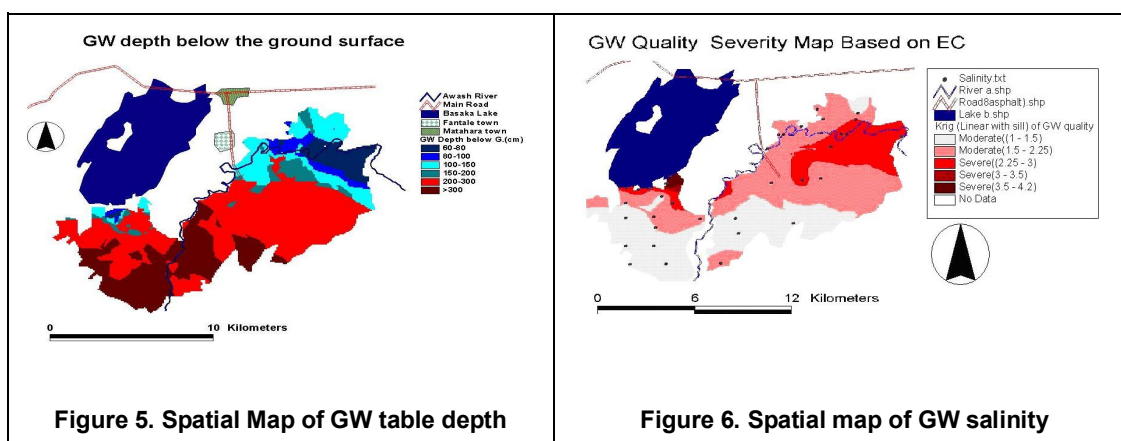 GW depth below the ground surface
Awash River
Main Road
Basaka Lake
Fantale town
Matahara town
GW Depth below G.(cm)
60-80
80-100
100-150
150-200
200-300
>300
0 10 Kilometers
Figure 5. Spatial Map of GW table depth
GW Quality Severity Map Based on EC
Salinity.txt
River a.shp
Road8asphalt).shp
Lake b.shp
Krig (Linear with sill) of GW quality
Moderate((1 - 1.5)
Moderate(1.5 - 2.25)
Severe((2.25 - 3)
Severe(3 - 3.5)
Severe(3.5 - 4.2)
No Data
0 6 12 Kilometers
Figure 6. Spatial map of GW salinity